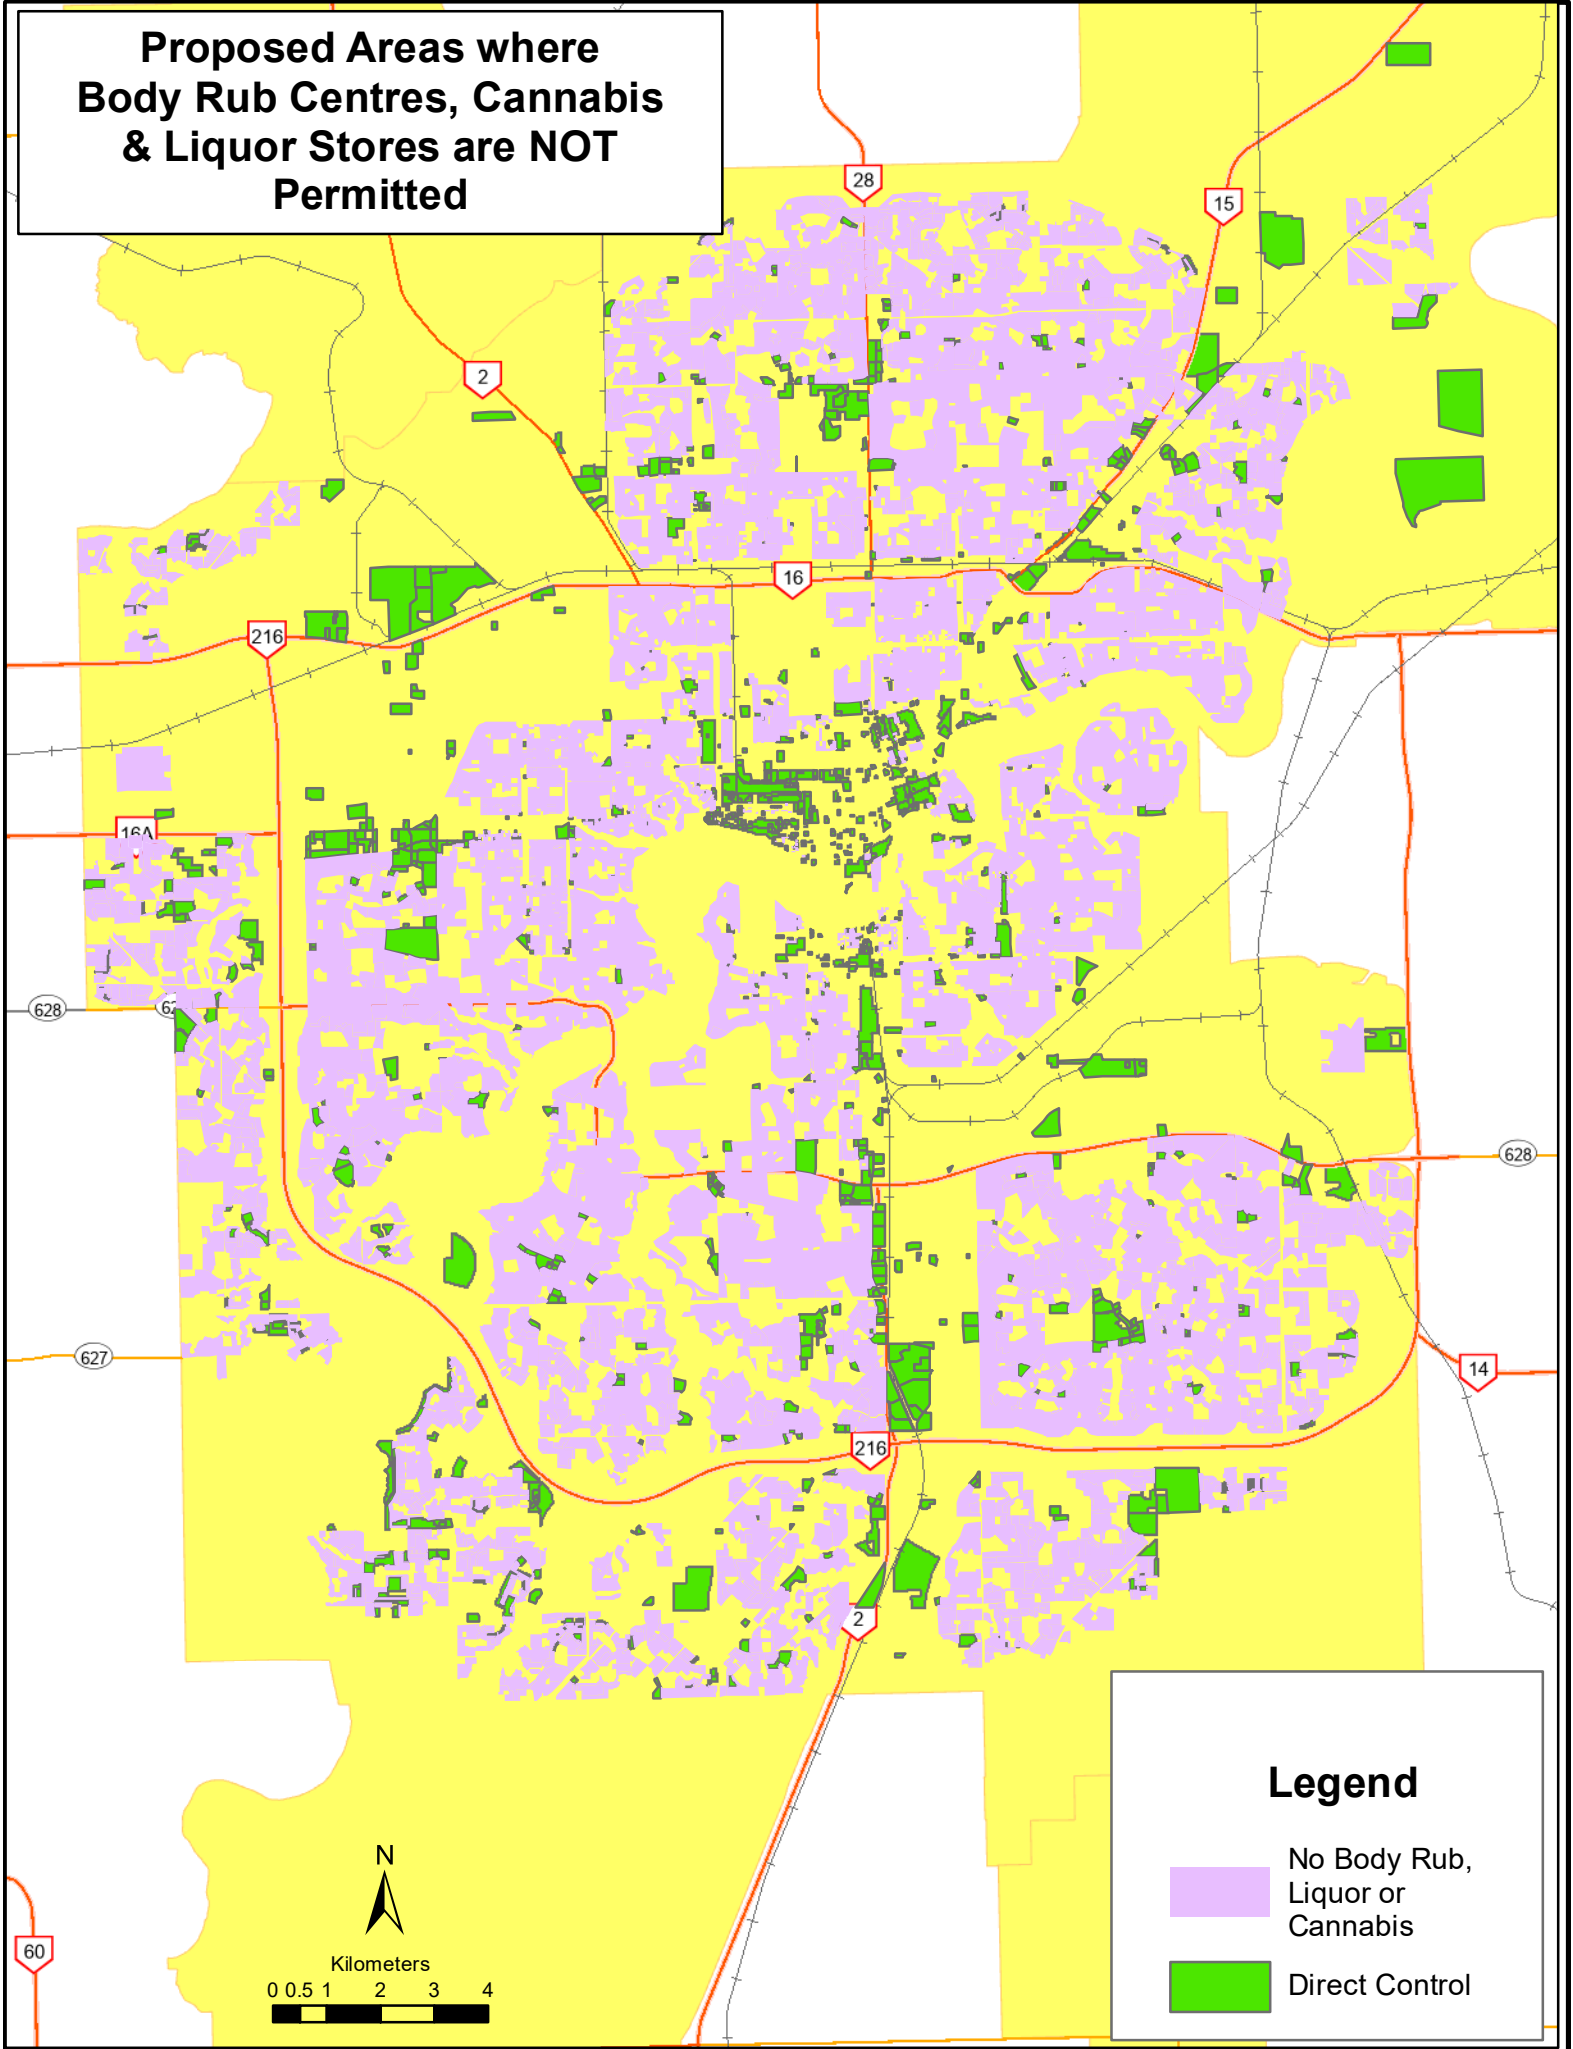 Proposed Areas where
Body Rub Centres, Cannabis
& Liquor Stores are NOT
Permitted
28
15
2
16
216
16A
628
62
628
627
14
216
2
60
N
Kilometers
0 0.5 1 2 3 4
Legend
No Body Rub,
Liquor or
Cannabis
Direct Control